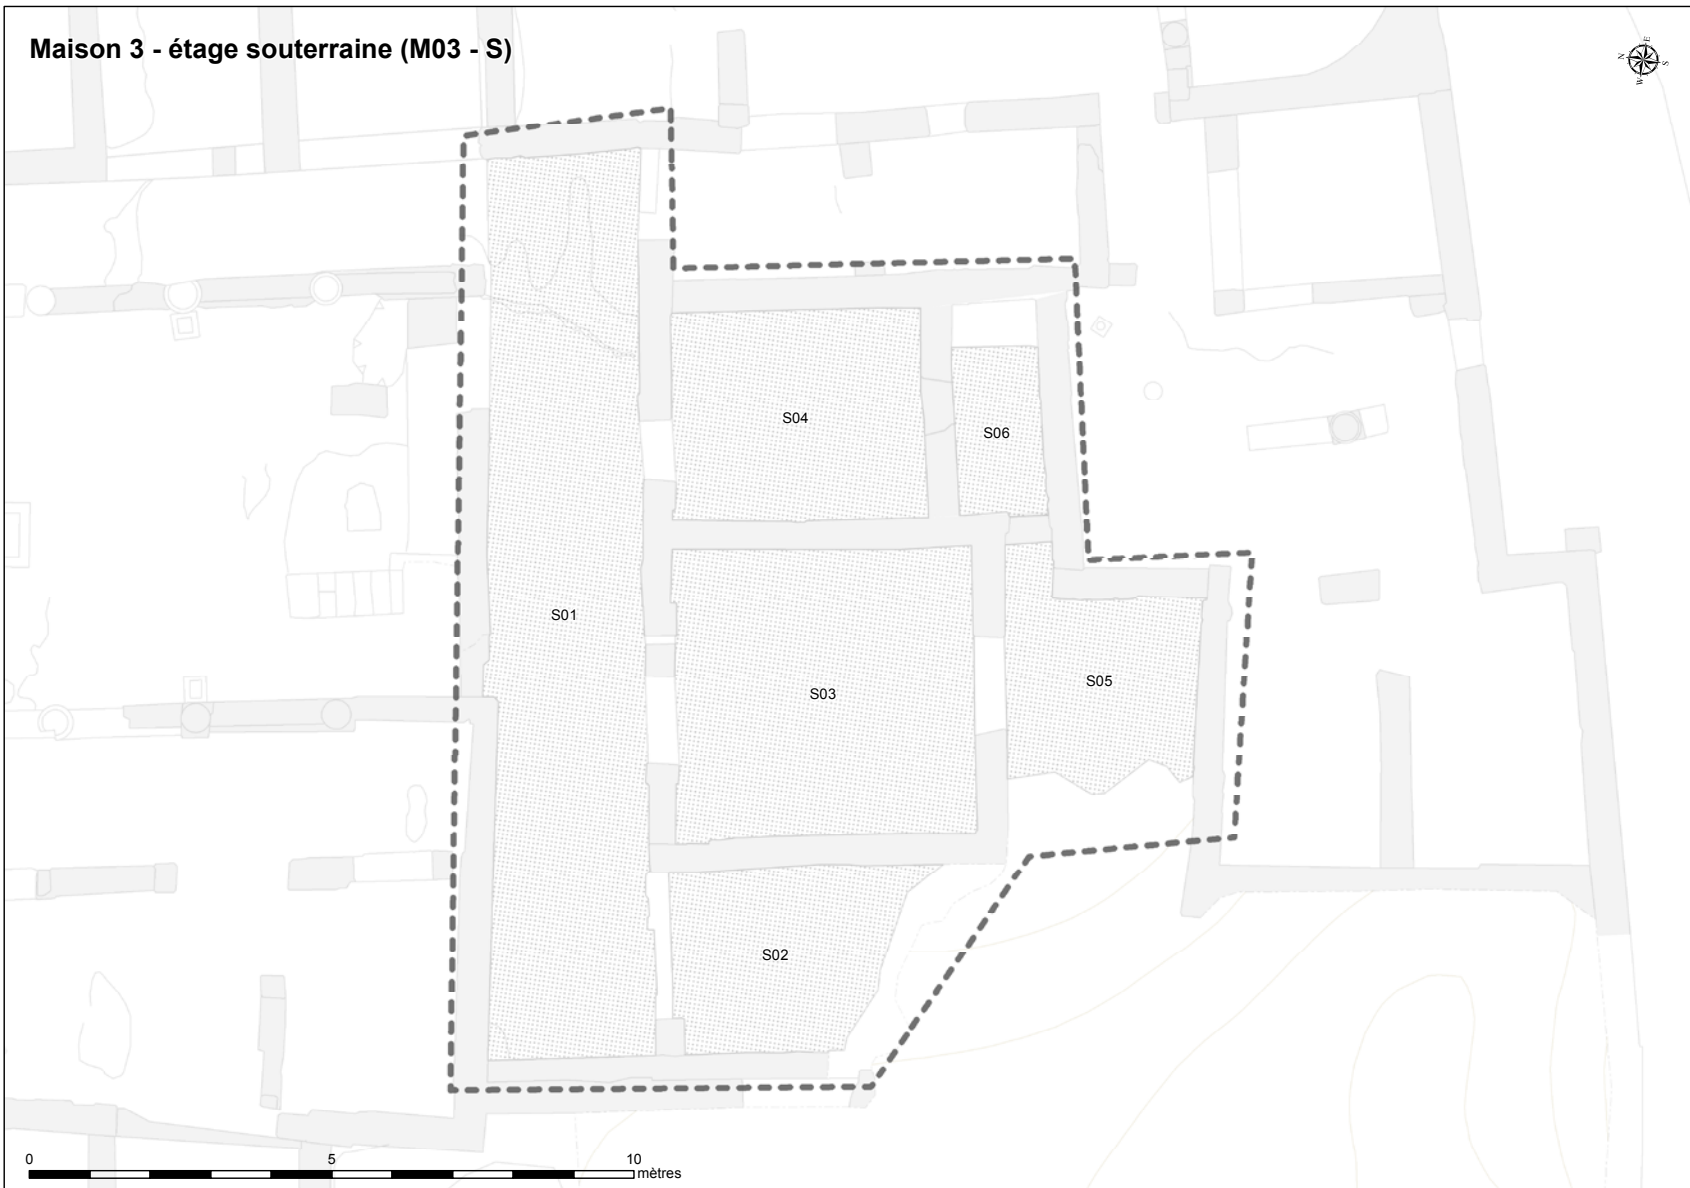 Maison 3 - étage souterraine (M03 - S)
N
E
S
W
S04
S06
S01
S05
S03
S02
0
5
10
mètres